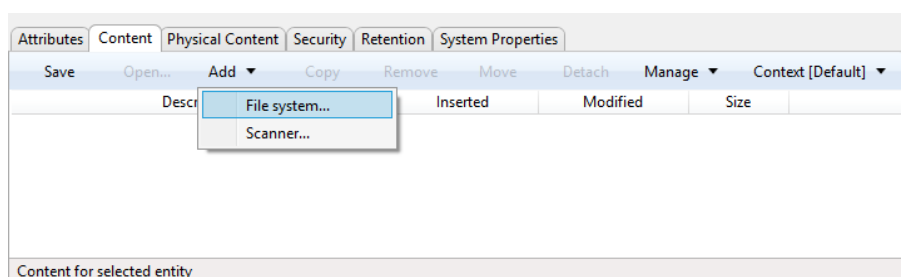 Attributes Content Physical Content Security Retention System Properties
Save Open... Add Copy Remove Move Detach Manage Context [Default]
Descr Inserted Modified Size
File system...
Scanner...
Content for selected entity